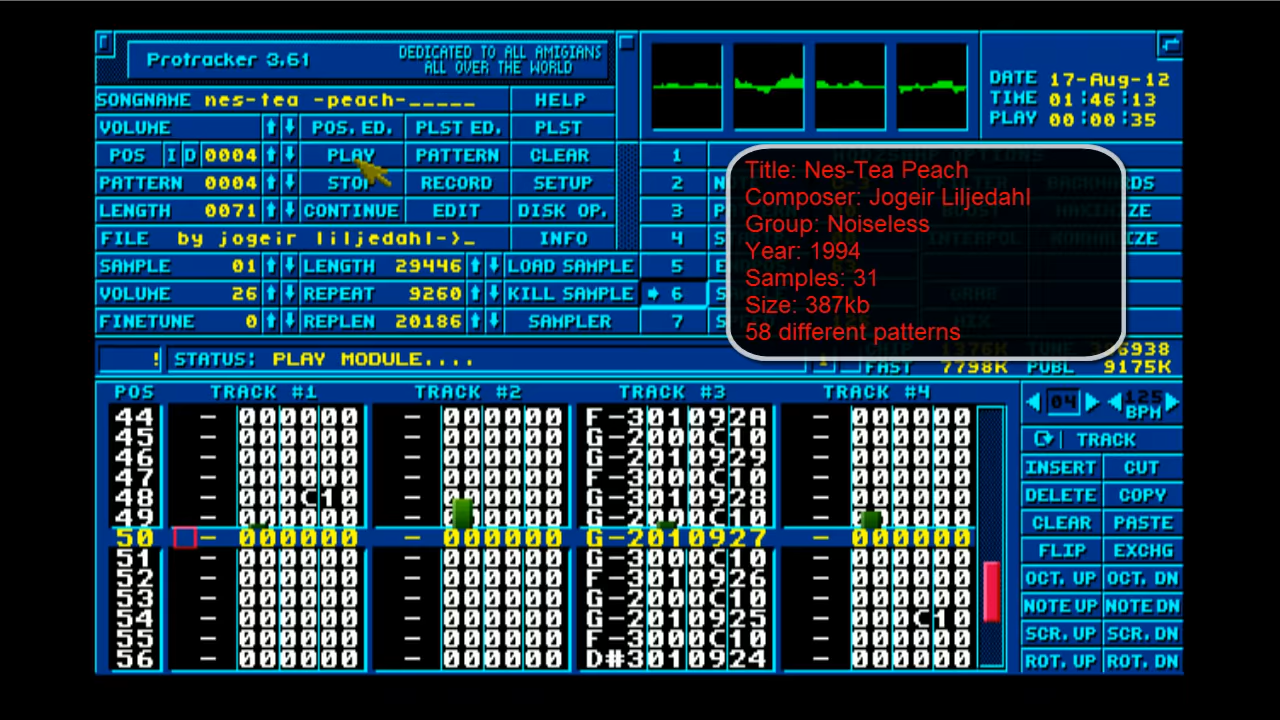 Protracker 3.61
DEDICATED TO ALL AMIGIANS
ALL OVER THE WORLD
DATE 17-Aug-12
TIME 01:46:13
PLAY 00:00:35
SONGNAME nes-tea -peach-_____ HELP
VOLUME POS. ED. PLST ED. PLST
POS I D 0004 PLAY PATTERN CLEAR 1
PATTERN 0004 STOP RECORD SETUP 2
LENGTH 0071 CONTINUE EDIT DISK OP. 3
FILE by jogeir liljedahl->_ INFO 4
SAMPLE 01 LENGTH 29446 LOAD SAMPLE 5
VOLUME 26 REPEAT 9260 KILL SAMPLE 6
FINETUNE 0 REPLEN 20186 SAMPLER 7
Title: Nes-Tea Peach
Composer: Jogeir Liljedahl
Group: Noiseless
Year: 1994
Samples: 31
Size: 387kb
58 different patterns
! STATUS: PLAY MODULE....
FAST 7798K PUBL 9175K
POS TRACK #1 TRACK #2 TRACK #3 TRACK #4
44 - 000000 - 000000 F-301092A - 000000
45 - 000000 - 000000 G-2000C10 - 000000
46 - 000000 - 000000 G-2010929 - 000000
47 - 000000 - 000000 F-3000C10 - 000000
48 - 000C10 - 000000 G-3010928 - 000000
49 - 000000 - 000000 G-2000C10 - 000000
50 - 000000 - 000000 G-2010927 - 000000
51 - 000000 - 000000 G-3000C10 - 000000
52 - 000000 - 000000 F-3010926 - 000000
53 - 000000 - 000000 G-3000C10 - 000000
54 - 000000 - 000000 G-2010925 - 000C10
55 - 000000 - 000000 F-3000C10 - 000000
56 - 000000 - 000000 D#3010924 - 000000
04 125
BPM
TRACK
INSERT CUT
DELETE COPY
CLEAR PASTE
FLIP EXCHG
OCT. UP OCT. DN
NOTE UP NOTE DN
SCR. UP SCR. DN
ROT. UP ROT. DN